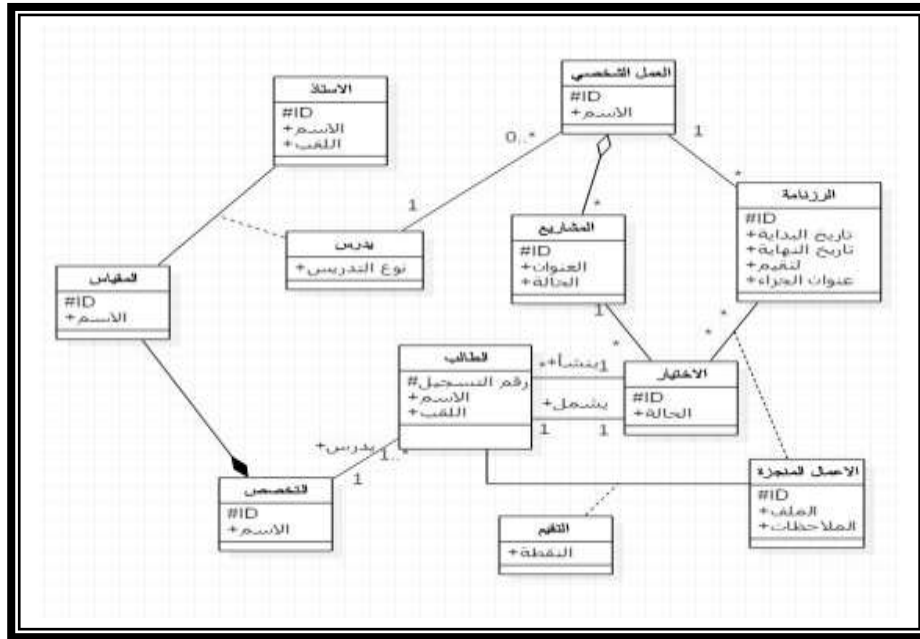 الاستاذ
#ID
+الاسم
+اللقب
العمل الشخصي
#ID
+الاسم
0..*
1
1
*
الرزنامة
#ID
+تاريخ البداية
+تاريخ النهاية
+لتقيم
+عنوان الجزاء
يدرس
+نوع التدريس
*
المشاريع
#ID
+العنوان
+الحالة
المقياس
#ID
+الاسم
1
*
*
*
الطالب
#رقم التسجيل
+الاسم
+اللقب
*
+ينشأ
1
+يشمل
1
1
الاختيار
#ID
+الحالة
+يدرس
1..*
1
التخصص
#ID
+الاسم
الاعمال المنجزة
#ID
+الملف
+الملاحظات
التقيم
+النقطة